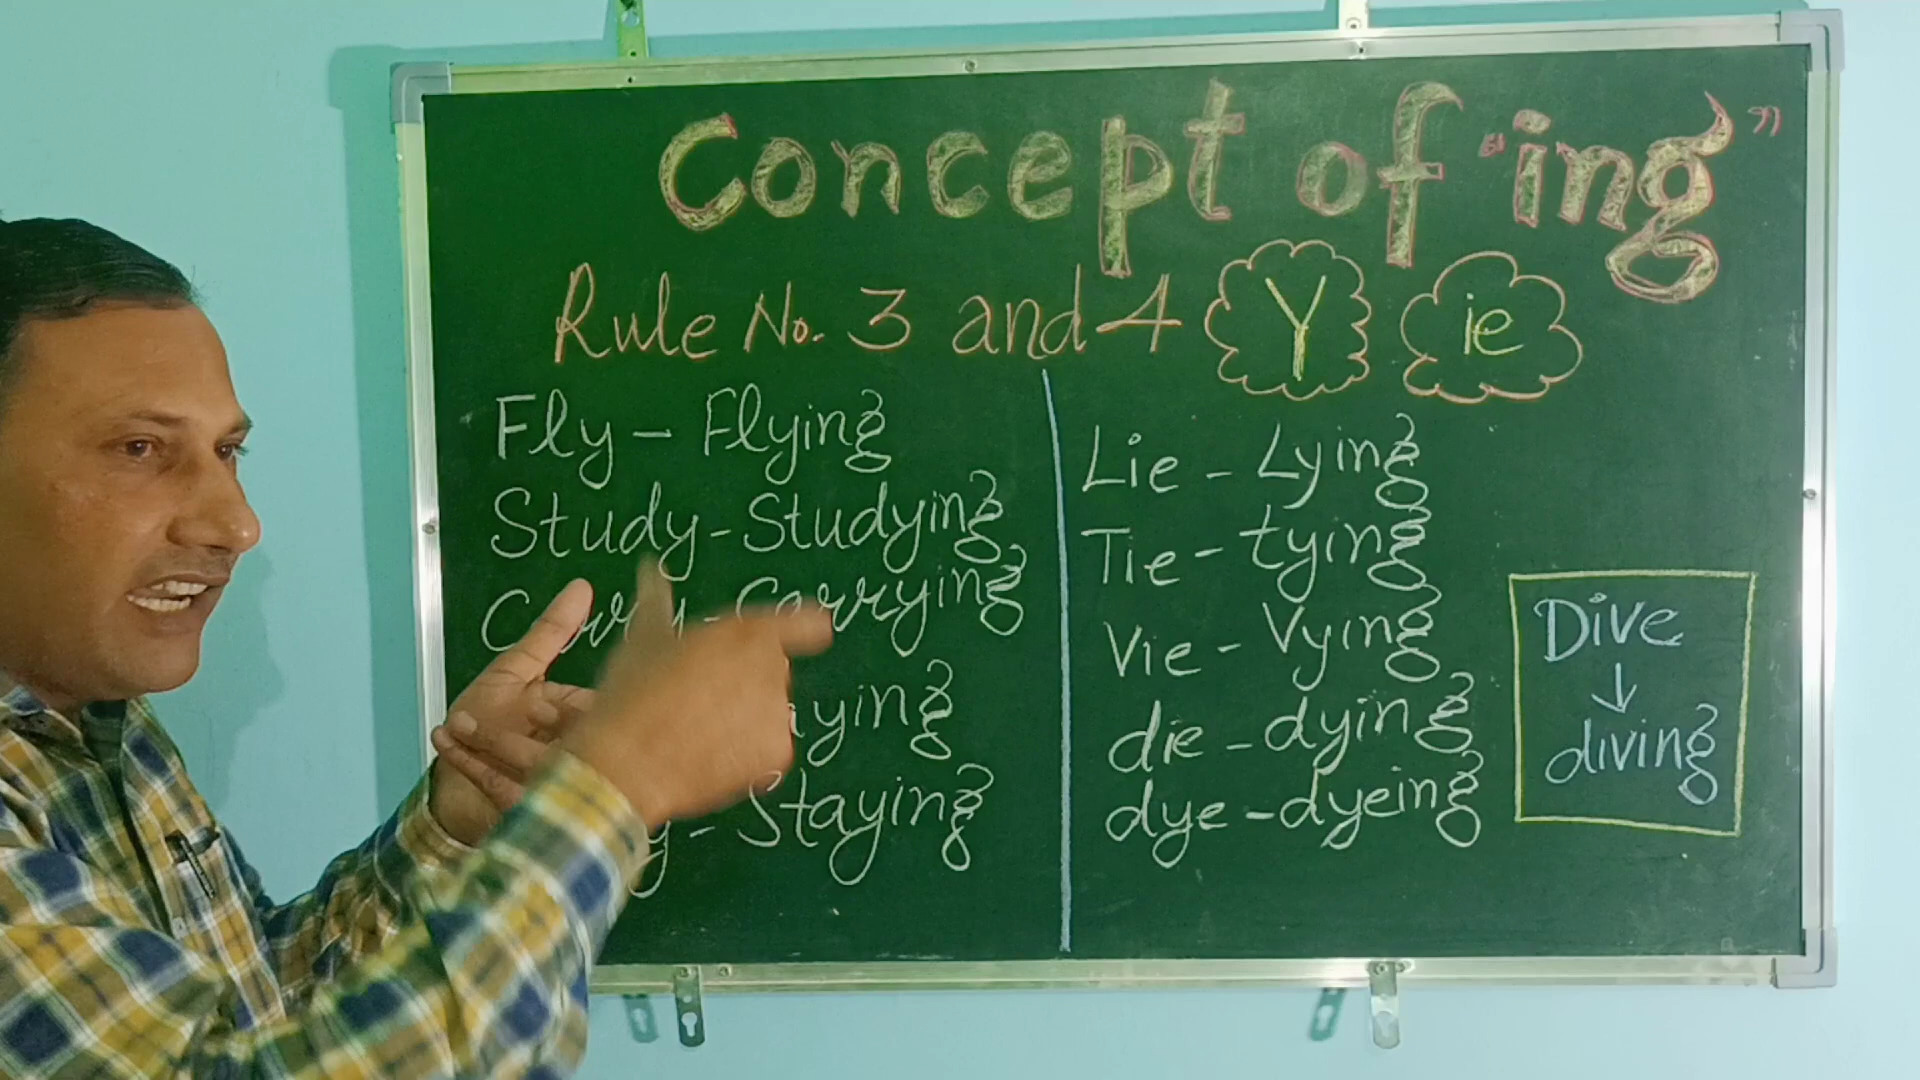 Concept of "ing"
Rule No. 3 and 4 Y ie
Fly - Flying
Study - Studying
Carry - Carrying
aying
y - Staying
Lie - Lying
Tie - tying
Vie - Vying
die - dying
dye - dyeing
Dive
↓
diving